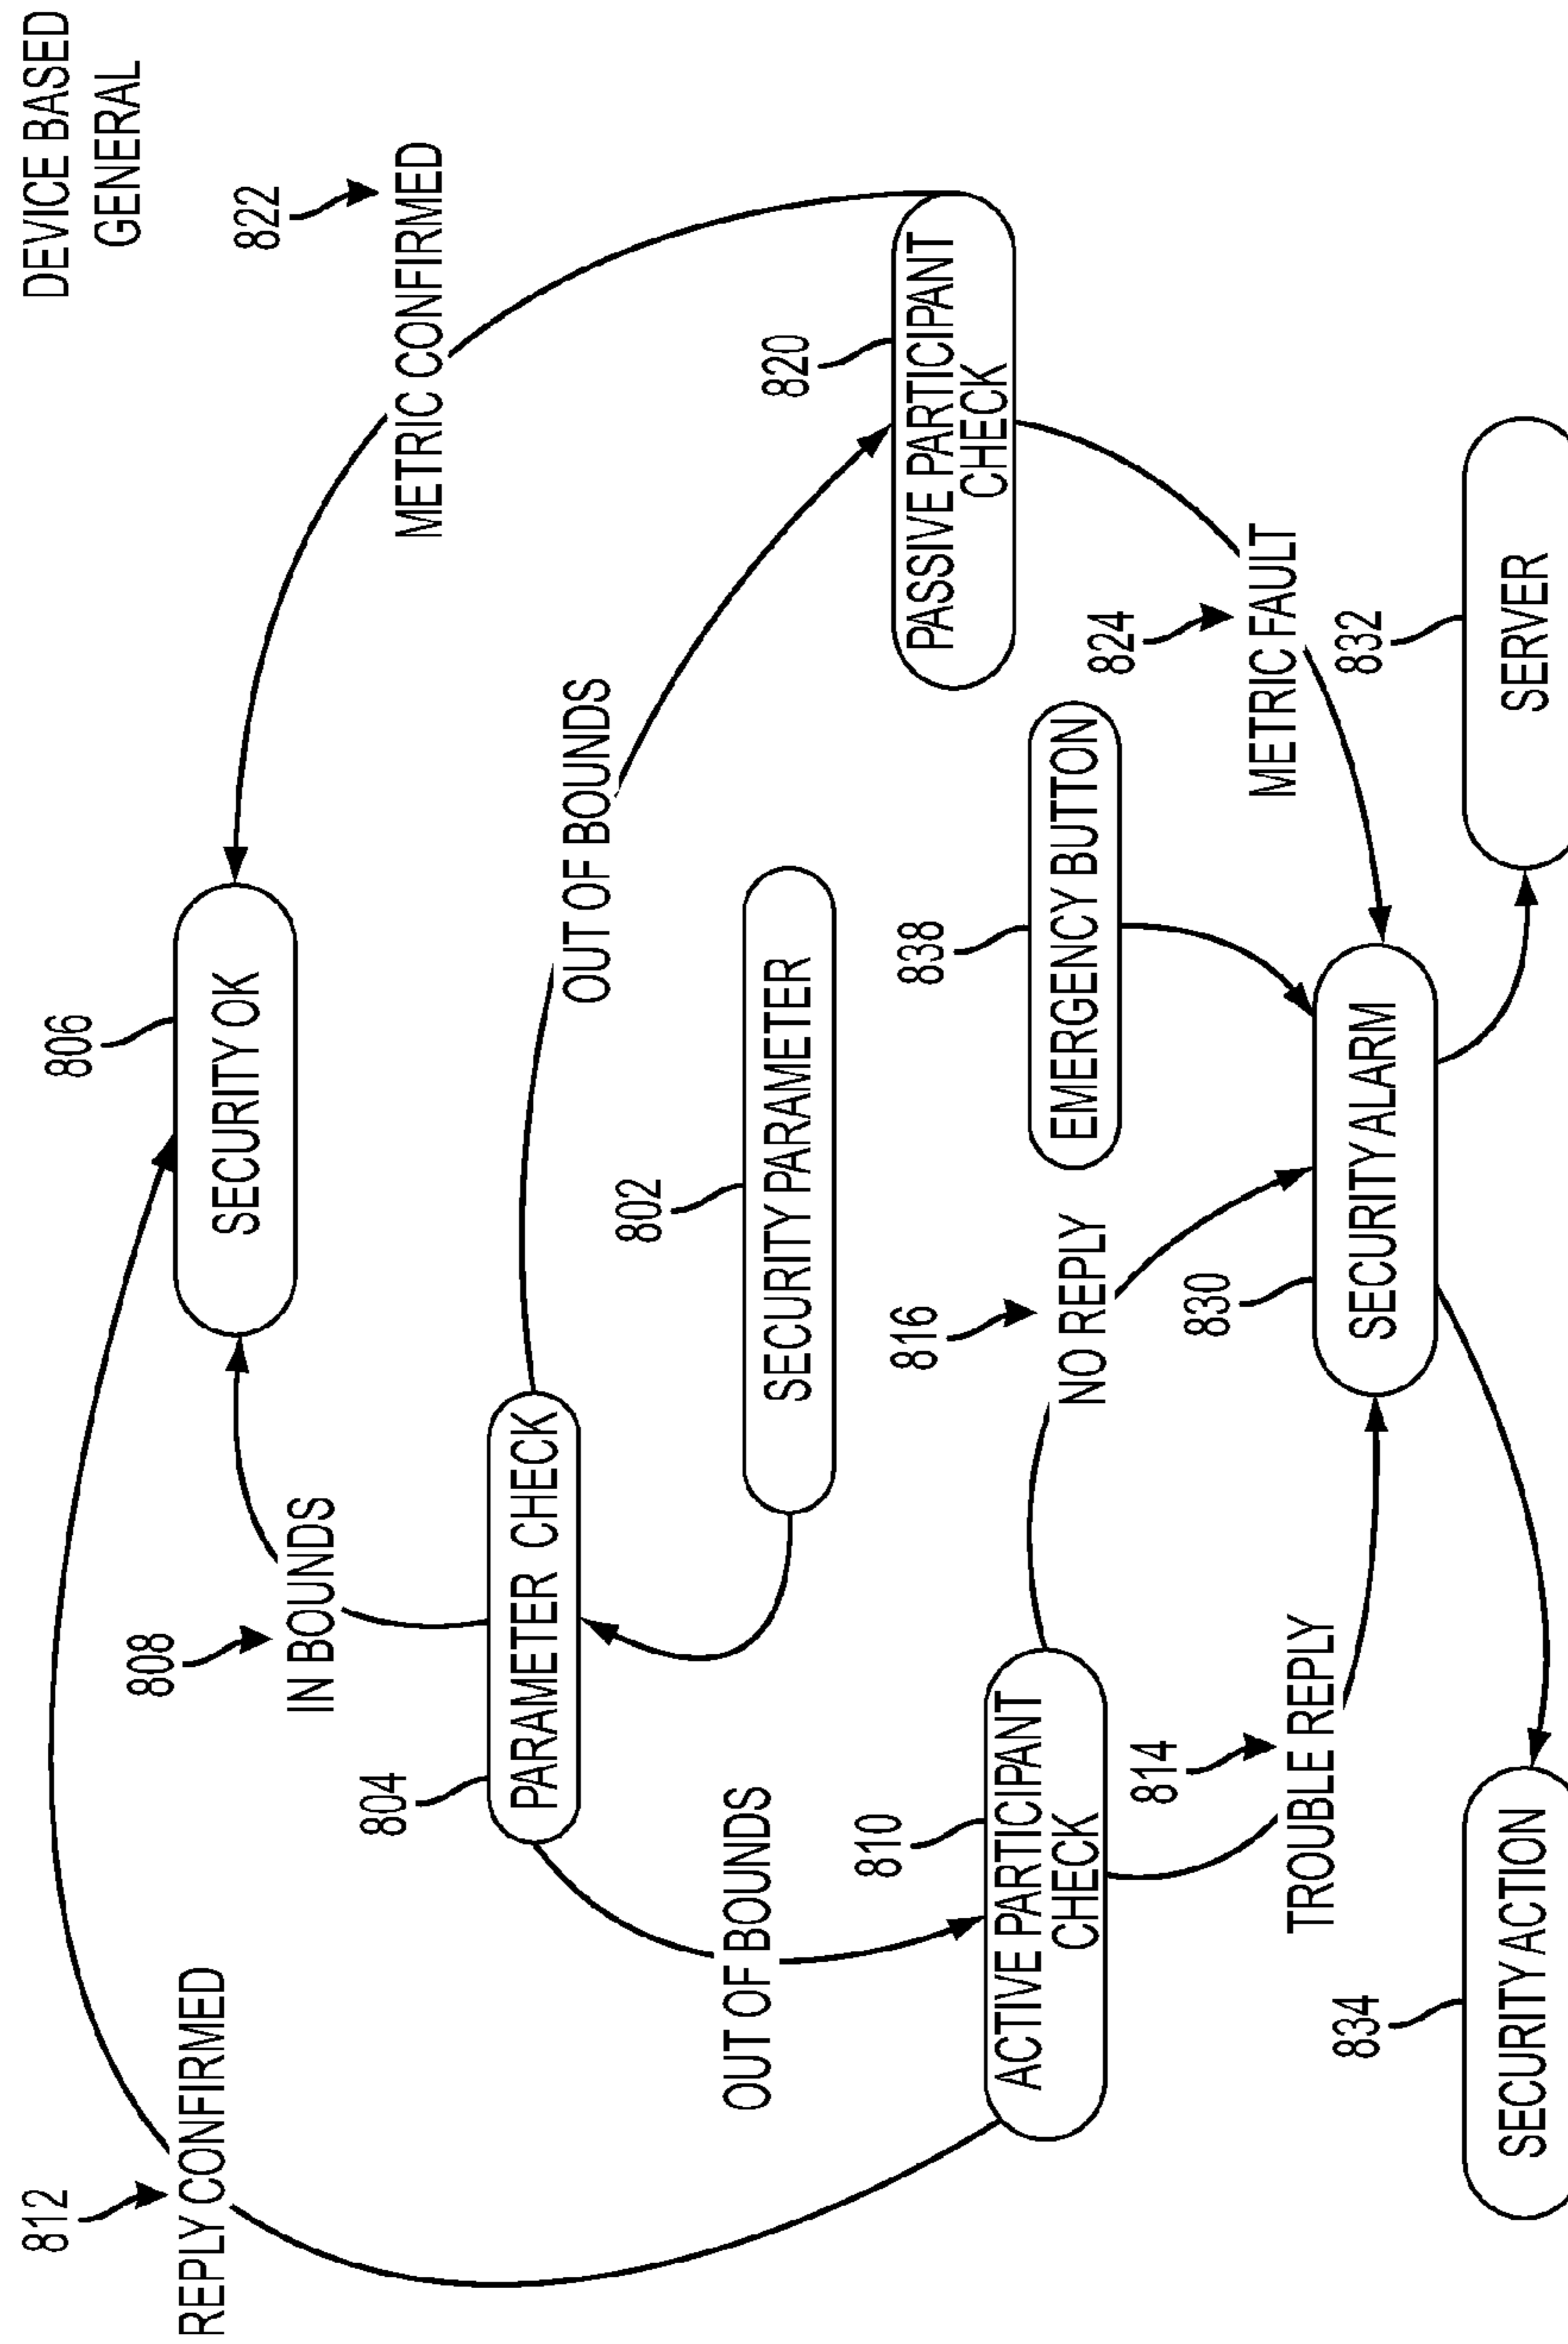 DEVICE BASED
GENERAL
812
REPLY CONFIRMED
806
SECURITY OK
822
METRIC CONFIRMED
808
IN BOUNDS
804
PARAMETER CHECK
OUT OF BOUNDS
802
SECURITY PARAMETER
OUT OF BOUNDS
820
PASSIVE PARTICIPANT
CHECK
810
ACTIVE PARTICIPANT
CHECK
816
NO REPLY
838
EMERGENCY BUTTON
824
METRIC FAULT
814
TROUBLE REPLY
830
SECURITY ALARM
834
SECURITY ACTION
832
SERVER